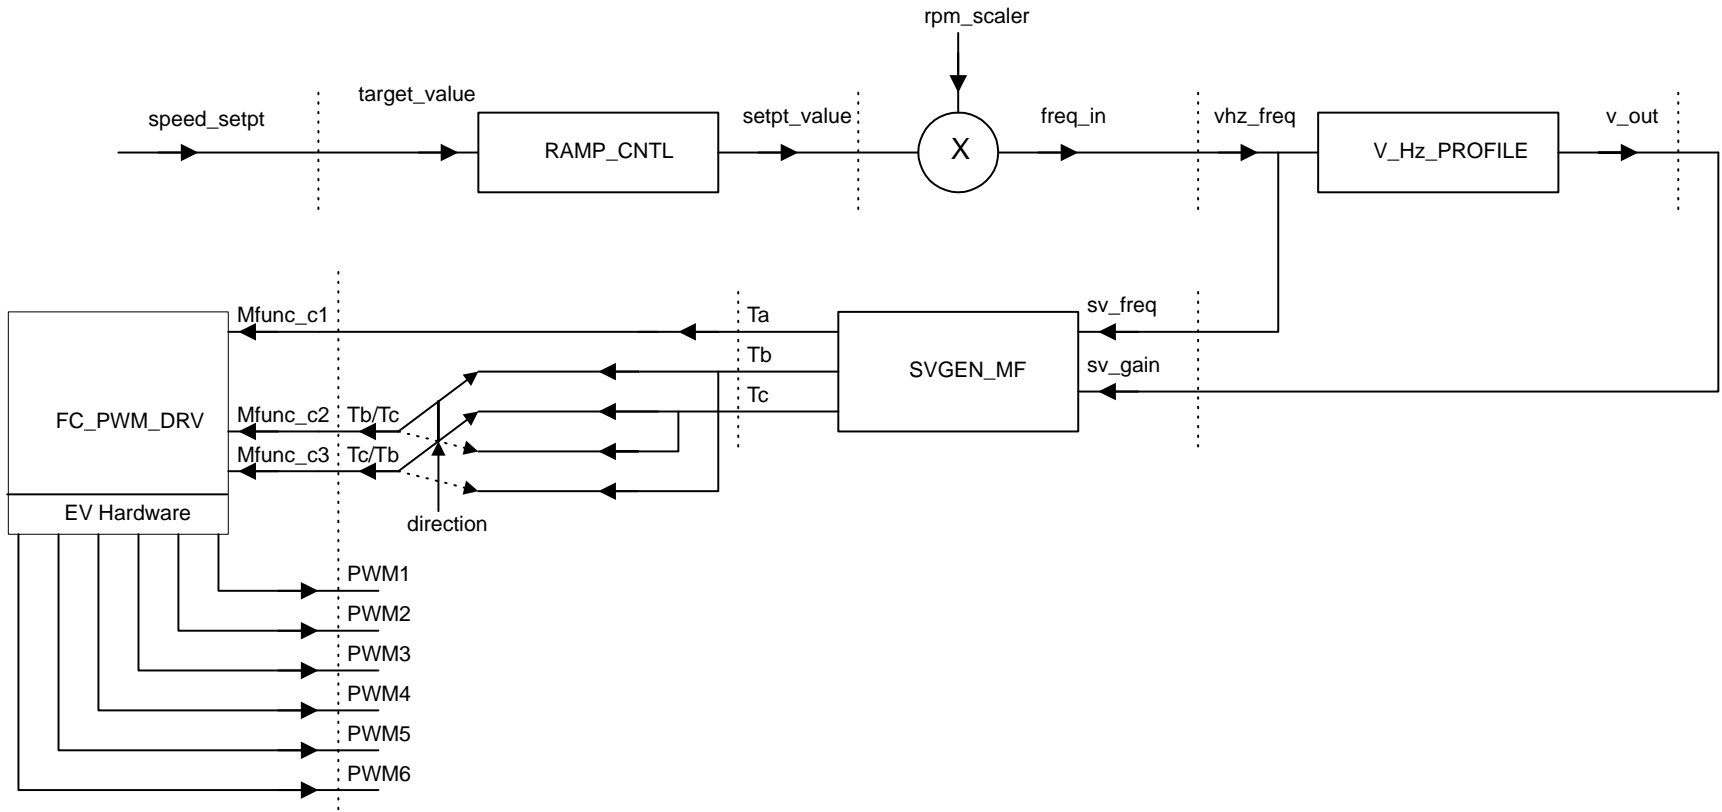 rpm_scaler
target_value
speed_setpt
setpt_value
freq_in
vhz_freq
v_out
RAMP_CNTL
X
V_Hz_PROFILE
Mfunc_c1
Ta
sv_freq
Tb
SVGEN_MF
sv_gain
Tc
FC_PWM_DRV
Mfunc_c2
Tb/Tc
Mfunc_c3
Tc/Tb
EV Hardware
direction
PWM1
PWM2
PWM3
PWM4
PWM5
PWM6